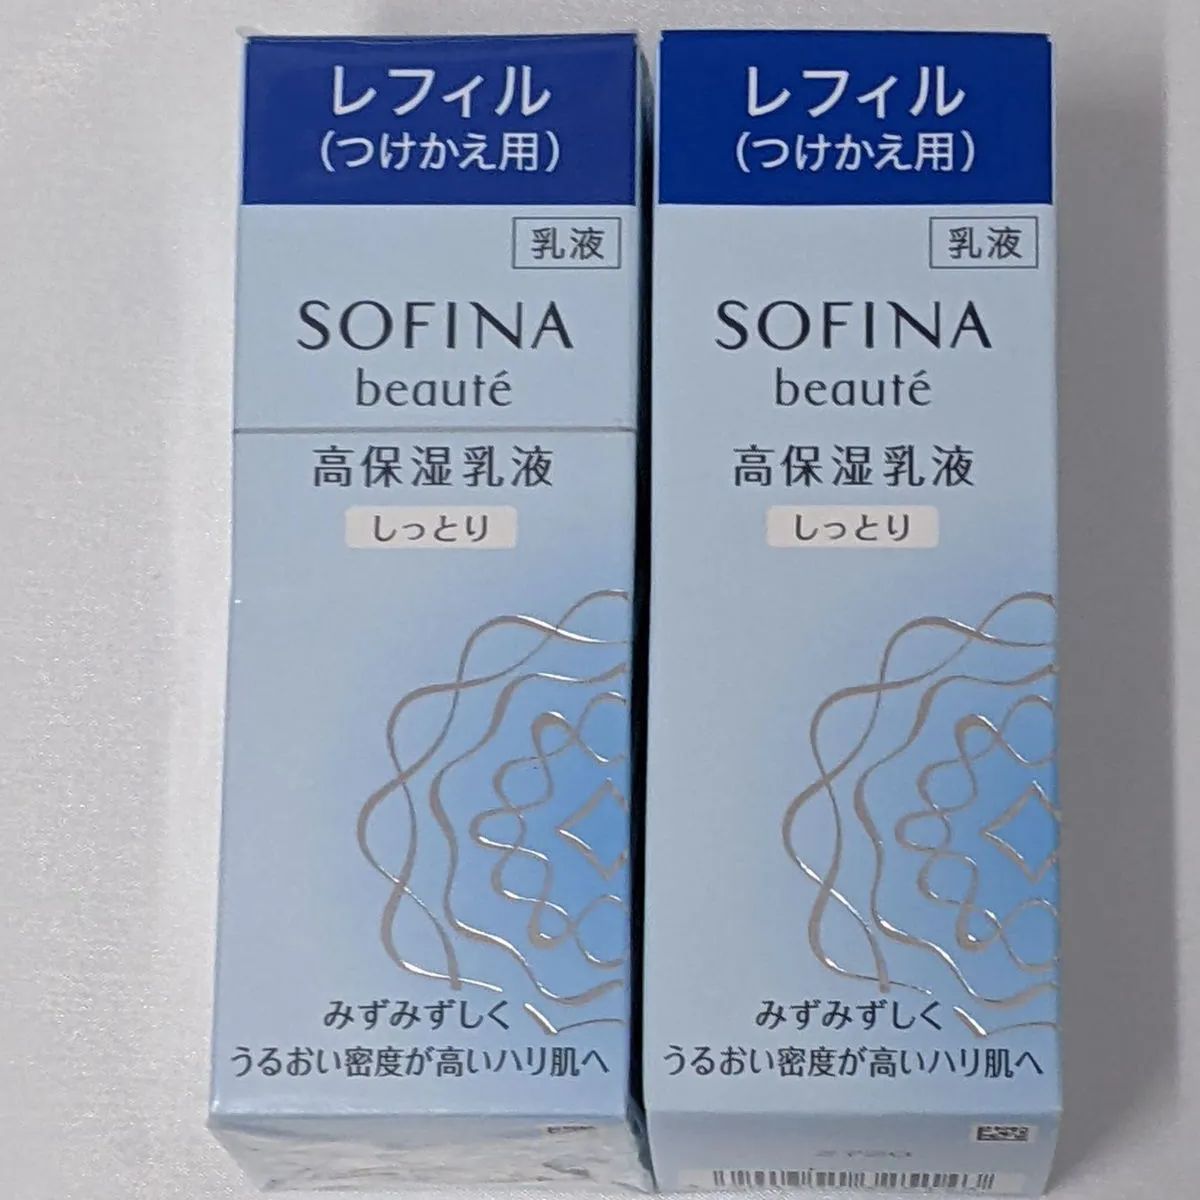 レフィル
(つけかえ用)
乳液
SOFINA
beauté
高保湿乳液
しっとり
みずみずしく
うるおい密度が高いハリ肌へ
レフィル
(つけかえ用)
乳液
SOFINA
beauté
高保湿乳液
しっとり
みずみずしく
うるおい密度が高いハリ肌へ